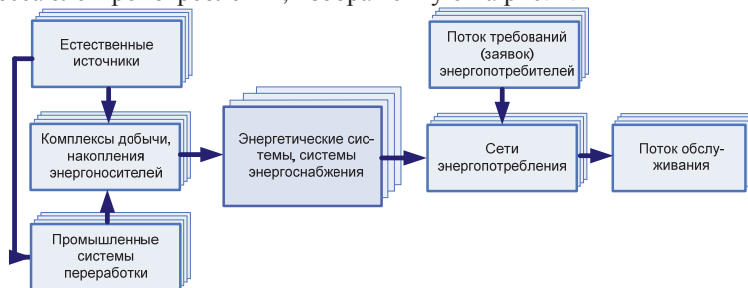 Естественные
источники
Поток требований
(заявок)
энергопотребителей
Комплексы добычи,
накопления
энергоносителей
Энергетические сис-
темы, системы
энергоснабжения
Сети
энергопотребления
Поток обслу-
живания
Промышленные
системы
переработки